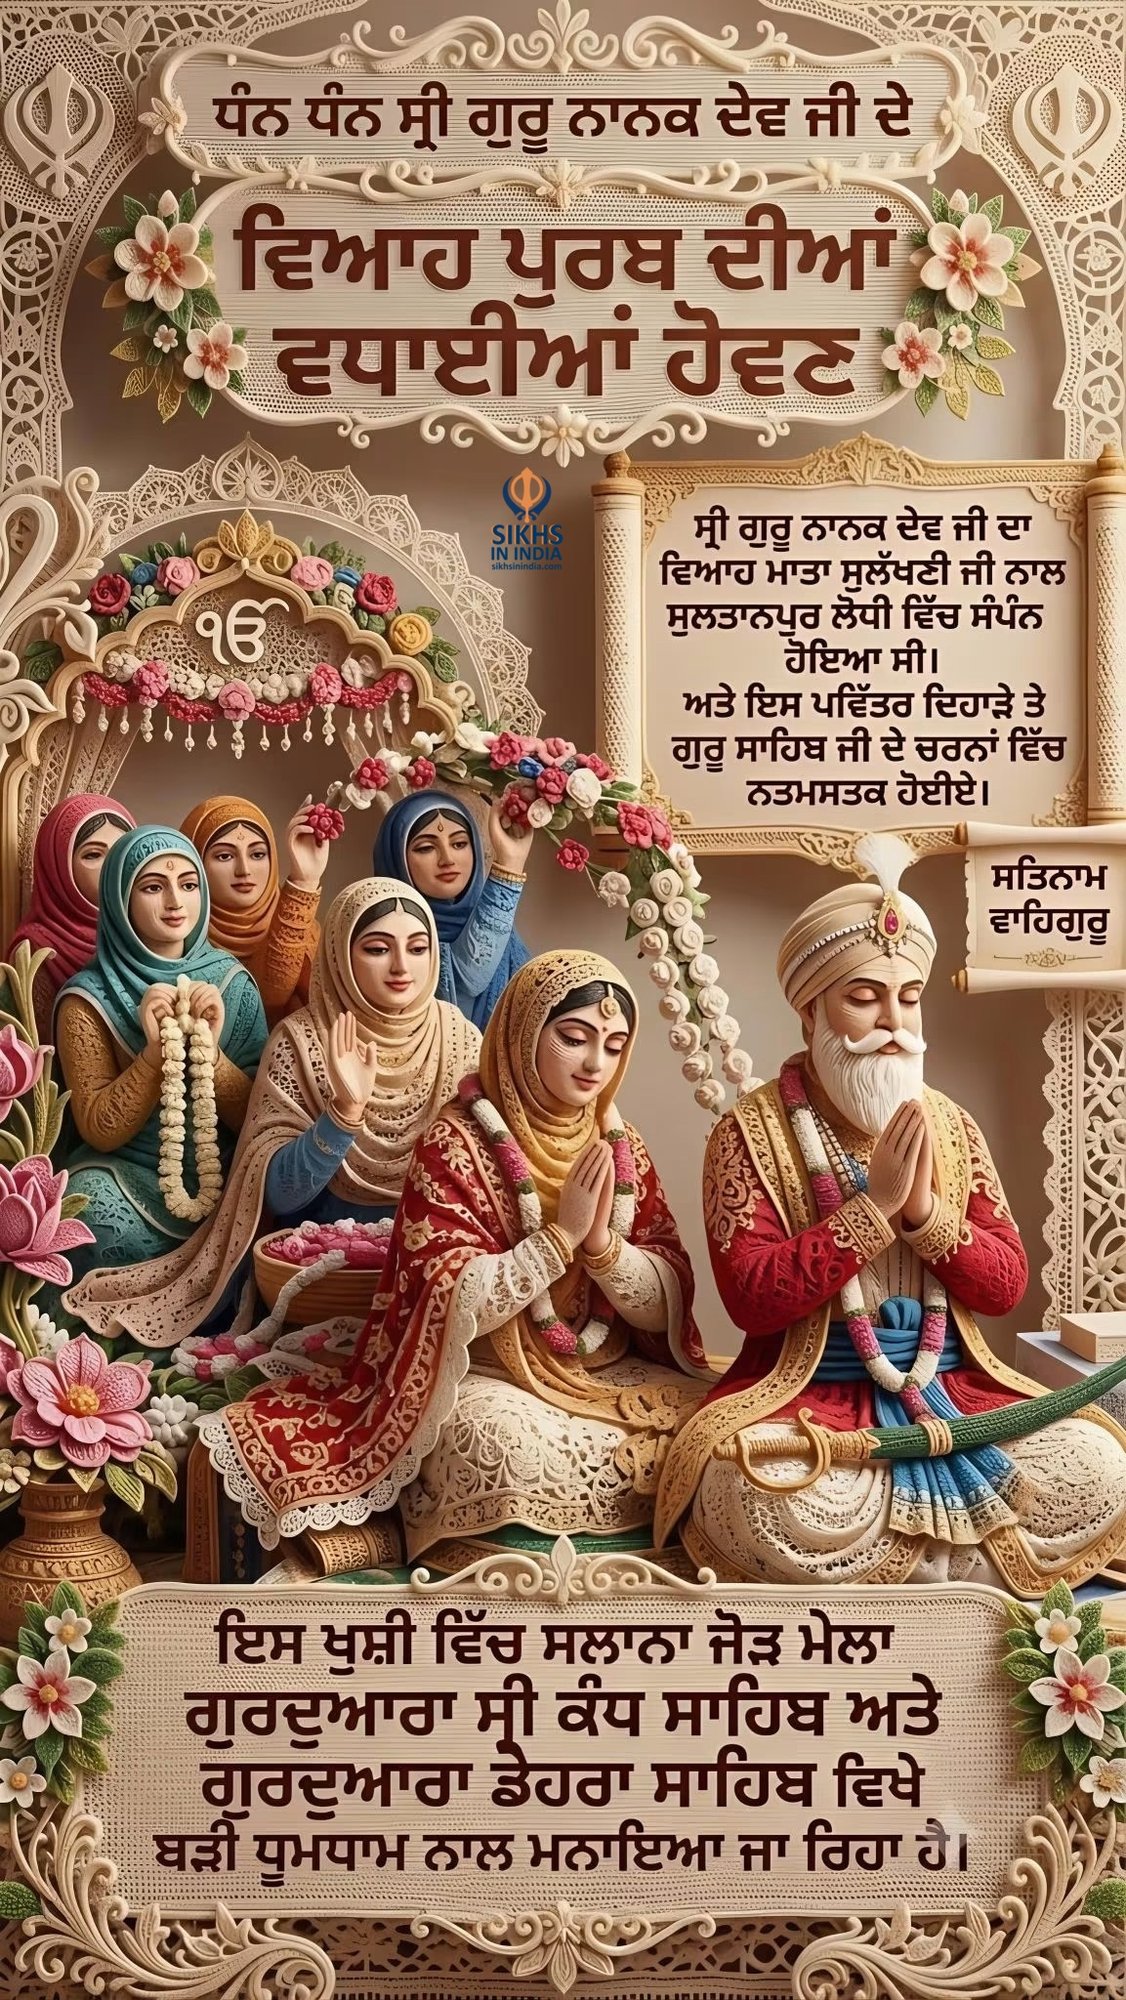 ਧੰਨ ਧੰਨ ਸ੍ਰੀ ਗੁਰੂ ਨਾਨਕ ਦੇਵ ਜੀ ਦੇ
ਵਿਆਹ ਪੁਰਬ ਦੀਆਂ
ਵਧਾਈਆਂ ਹੋਵਣ
SIKHS
IN INDIA
sikhsinindia.com
ਸ੍ਰੀ ਗੁਰੂ ਨਾਨਕ ਦੇਵ ਜੀ ਦਾ
ਵਿਆਹ ਮਾਤਾ ਸੁਲੱਖਣੀ ਜੀ ਨਾਲ
ਸੁਲਤਾਨਪੁਰ ਲੋਧੀ ਵਿੱਚ ਸੰਪੰਨ
ਹੋਇਆ ਸੀ।
ਅਤੇ ਇਸ ਪਵਿੱਤਰ ਦਿਹਾੜੇ ਤੇ
ਗੁਰੂ ਸਾਹਿਬ ਜੀ ਦੇ ਚਰਨਾਂ ਵਿੱਚ
ਨਤਮਸਤਕ ਹੋਈਏ।
ੴ
ਸਤਿਨਾਮ
ਵਾਹਿਗੁਰੂ
ਇਸ ਖੁਸ਼ੀ ਵਿੱਚ ਸਲਾਨਾ ਜੋੜ ਮੇਲਾ
ਗੁਰਦੁਆਰਾ ਸ੍ਰੀ ਕੰਧ ਸਾਹਿਬ ਅਤੇ
ਗੁਰਦੁਆਰਾ ਡੇਹਰਾ ਸਾਹਿਬ ਵਿਖੇ
ਬੜੀ ਧੂਮਧਾਮ ਨਾਲ ਮਨਾਇਆ ਜਾ ਰਿਹਾ ਹੈ।